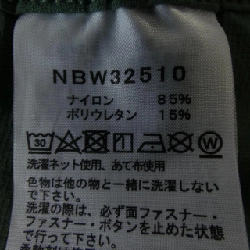 NBW32510
ナイロン 85%
ポリウレタン 15%
30
W
洗濯ネット使用、あて布使用
色物は他の物と一緒に洗濯しない
で下さい。
洗濯の際は、必ず面ファスナー・
ファスナー・ボタンを止めた状態
で行って下さい。